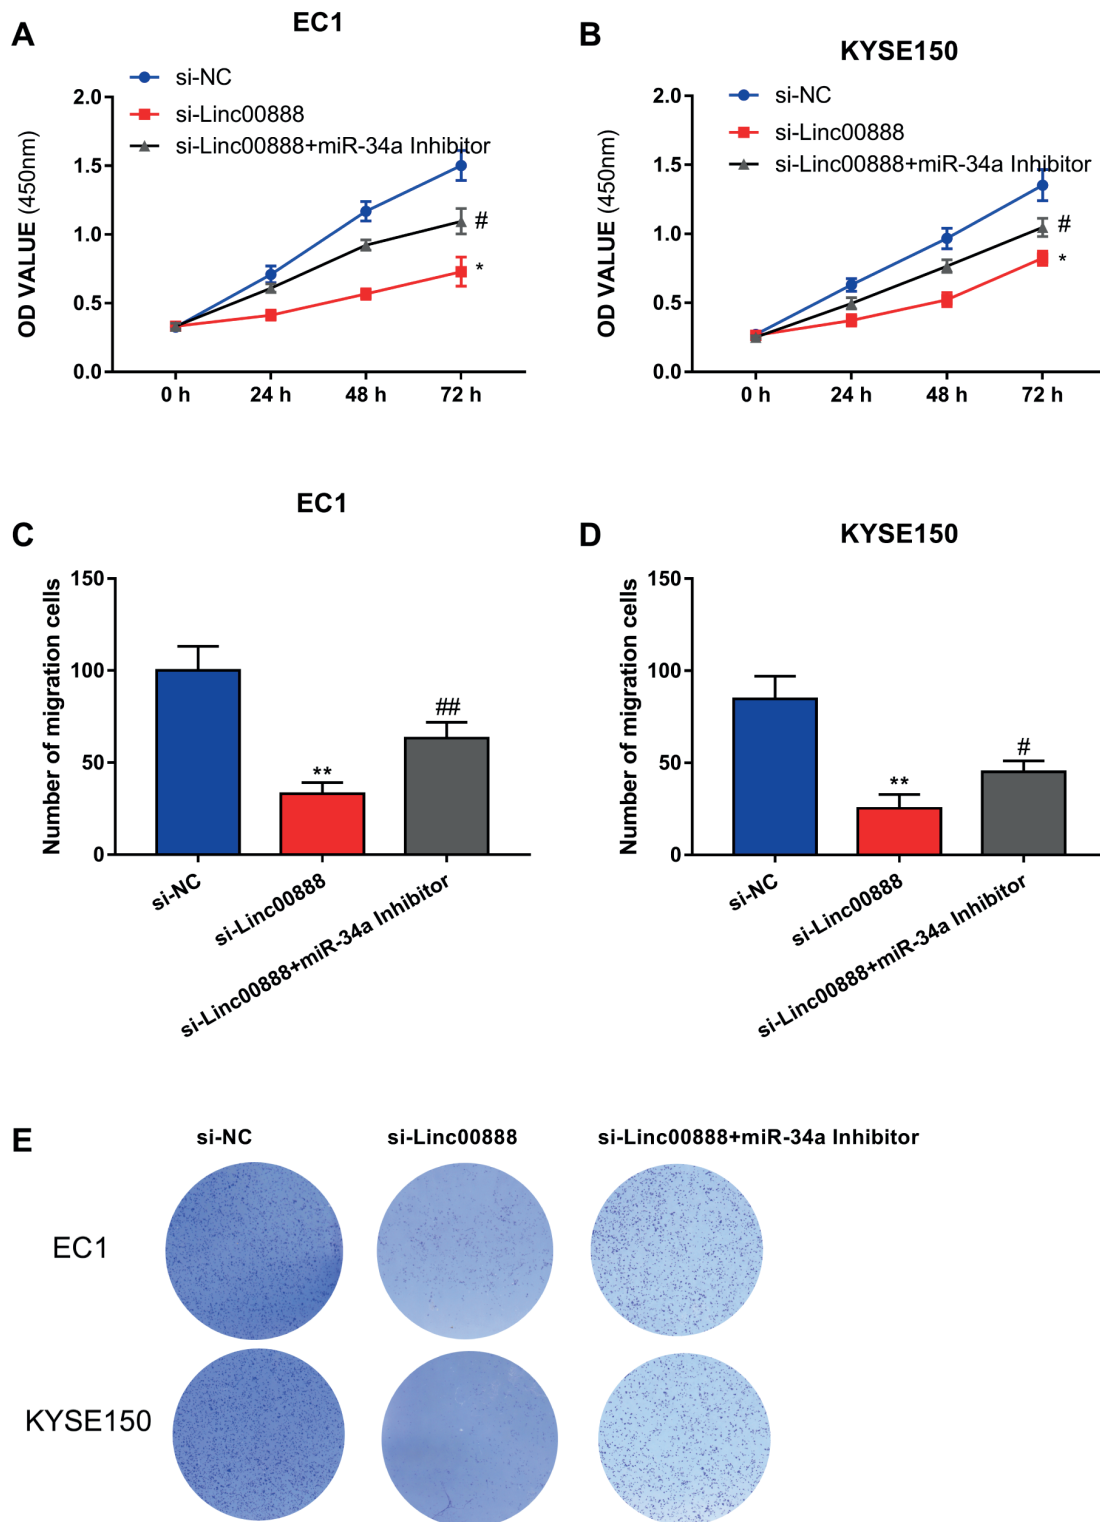 A
EC1
si-NC
si-Linc00888
si-Linc00888+miR-34a Inhibitor
OD VALUE (450nm)
2.0
1.5
1.0
0.5
0.0
#
*
0 h 24 h 48 h 72 h
B
KYSE150
si-NC
si-Linc00888
si-Linc00888+miR-34a Inhibitor
OD VALUE (450nm)
2.0
1.5
1.0
0.5
0.0
#
*
0 h 24 h 48 h 72 h
C
EC1
Number of migration cells
150
100
50
0
**
##
si-NC
si-Linc00888
si-Linc00888+miR-34a Inhibitor
D
KYSE150
Number of migration cells
150
100
50
0
**
#
si-NC
si-Linc00888
si-Linc00888+miR-34a Inhibitor
E
si-NC si-Linc00888 si-Linc00888+miR-34a Inhibitor
EC1
KYSE150